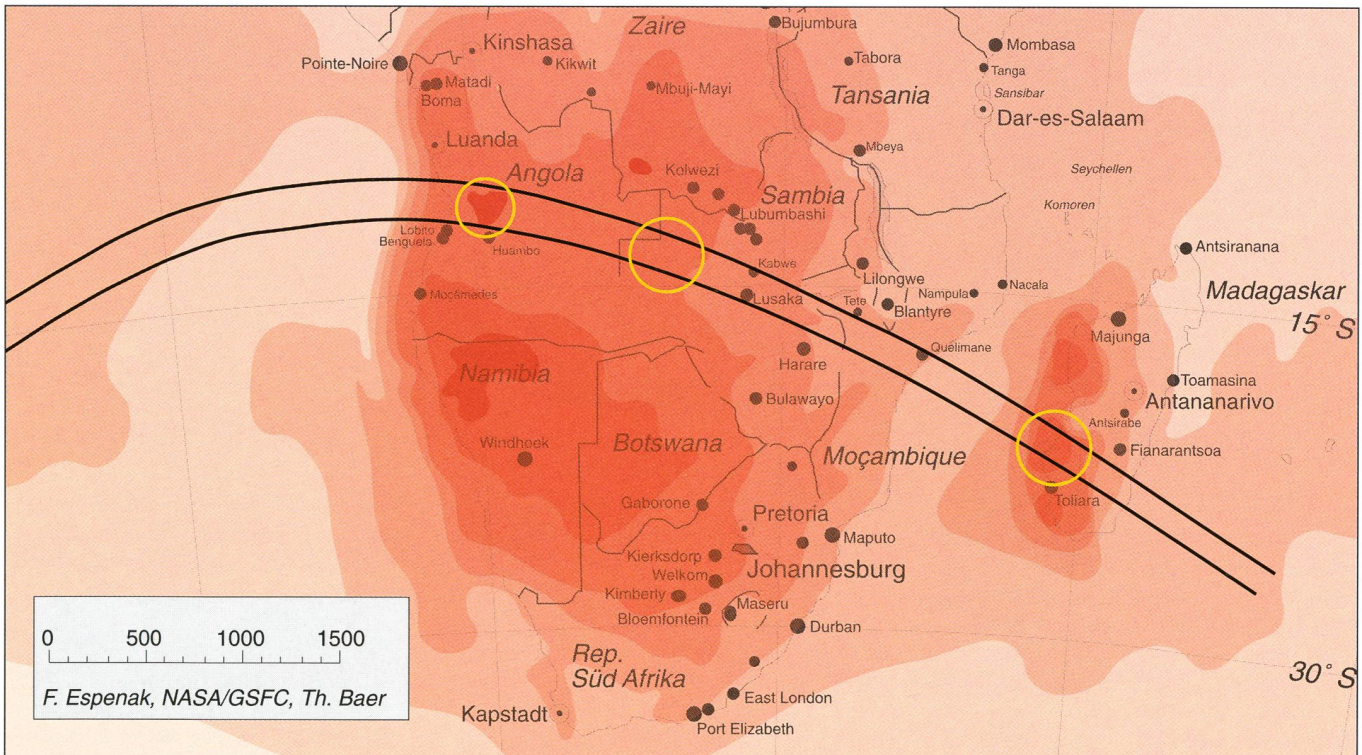 Zaire
Bujumbura
Kinshasa
Mombasa
Pointe-Noire
Kikwit
Tabora
Tanga
Matadi
Boma
Mbuji-Mayi
Tansania
Sansibar
Dar-es-Salaam
Luanda
Mbeya
Angola
Kolwezi
Seychellen
Sambia
Komoren
Lubumbashi
Lobito
Benguela
Huambo
Antsiranana
Kabwe
Lilongwe
Moçamedes
Lusaka
Tete
Nampula
Nacala
Madagaskar
Blantyre
15° S
Majunga
Quelimane
Harare
Namibia
Toamasina
Bulawayo
Antananarivo
Antsirabe
Windhoek
Botswana
Moçambique
Fianarantsoa
Gaborone
Toliara
Pretoria
Maputo
Kierksdorp
Johannesburg
Welkom
Kimberly
Maseru
Bloemfontein
Durban
0 500 1000 1500
Rep.
Süd Afrika
30° S
F. Espenak, NASA/GSFC, Th. Baer
East London
Kapstadt
Port Elizabeth